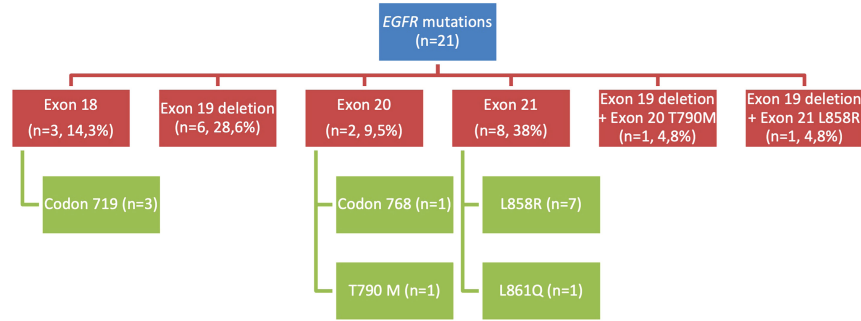 EGFR mutations
(n=21)
Exon 18
(n=3, 14,3%)
Exon 19 deletion
(n=6, 28,6%)
Exon 20
(n=2, 9,5%)
Exon 21
(n=8, 38%)
Exon 19 deletion
+ Exon 20 T790M
(n=1, 4,8%)
Exon 19 deletion
+ Exon 21 L858R
(n=1, 4,8%)
Codon 719 (n=3)
Codon 768 (n=1)
L858R (n=7)
T790 M (n=1)
L861Q (n=1)